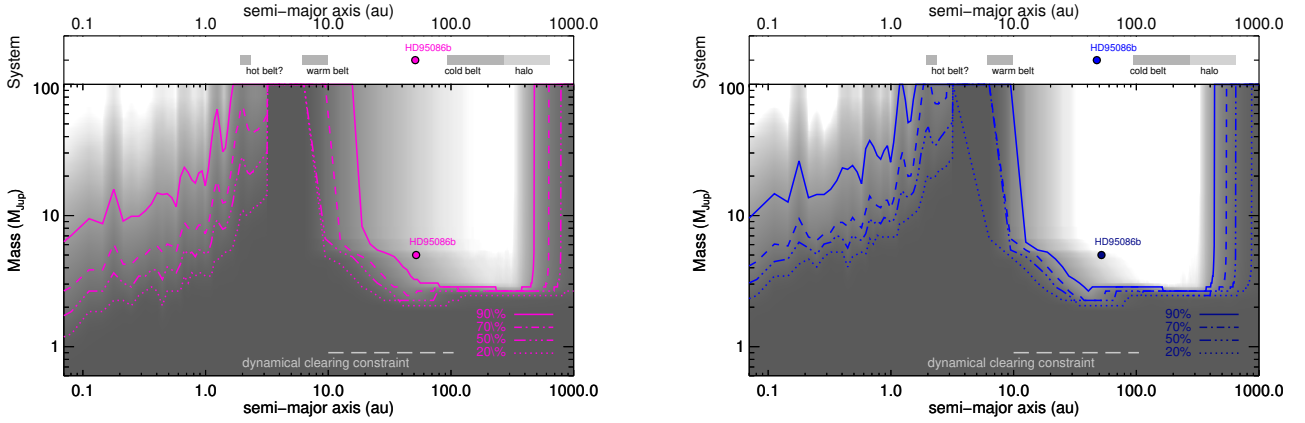 semi−major axis (au)
0.1 1.0 10.0 100.0 1000.0
System
HD95086b
hot belt? warm belt cold belt halo
100
10
1
Mass (MJup)
HD95086b
90%
70%
50%
20%
dynamical clearing constraint
0.1 1.0 10.0 100.0 1000.0
semi−major axis (au)
semi−major axis (au)
0.1 1.0 10.0 100.0 1000.0
System
HD95086b
hot belt? warm belt cold belt halo
100
10
1
Mass (MJup)
HD95086b
90%
70%
50%
20%
dynamical clearing constraint
0.1 1.0 10.0 100.0 1000.0
semi−major axis (au)